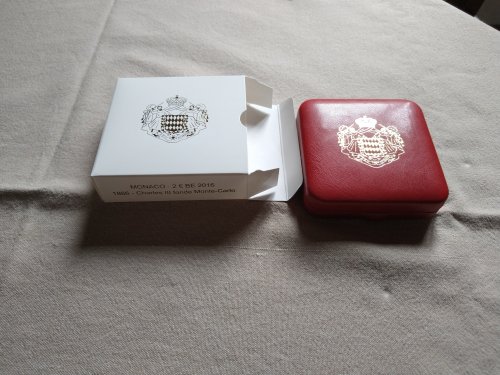 MONACO - 2 € BE 2016
1866 - Charles III fonde Monte-Carlo